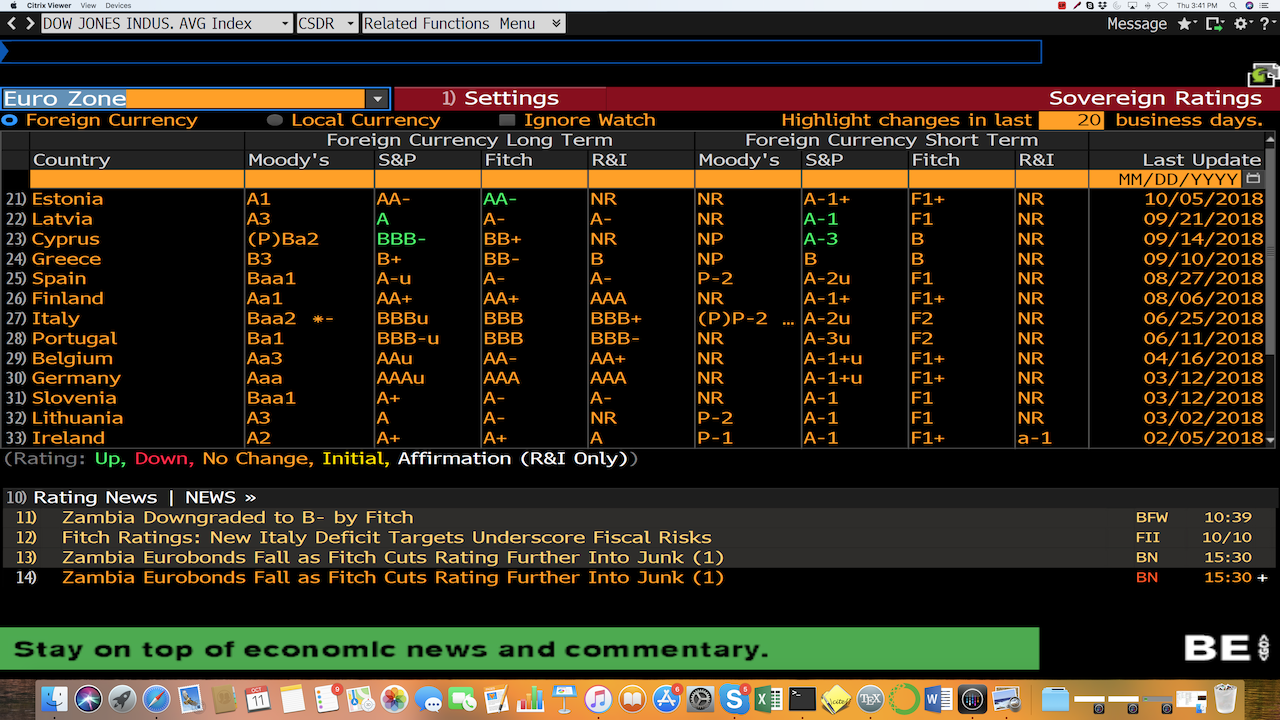 Citrix Viewer View Devices Thu 3:41 PM
DOW JONES INDUS. AVG Index CSDR Related Functions Menu Message ?
Euro Zone 1) Settings Sovereign Ratings
Foreign Currency Local Currency Ignore Watch Highlight changes in last 20 business days.
Foreign Currency Long Term Foreign Currency Short Term
Country Moody's S&P Fitch R&I Moody's S&P Fitch R&I Last Update
MM/DD/YYYY
21) Estonia A1 AA- AA- NR NR A-1+ F1+ NR 10/05/2018
22) Latvia A3 A A- A- NR A-1 F1 NR 09/21/2018
23) Cyprus (P)Ba2 BBB- BB+ NR NP A-3 B NR 09/14/2018
24) Greece B3 B+ BB- B NP B B NR 09/10/2018
25) Spain Baa1 A-u A- A- P-2 A-2u F1 NR 08/27/2018
26) Finland Aa1 AA+ AA+ AAA NR A-1+ F1+ NR 08/06/2018
27) Italy Baa2 *- BBBu BBB BBB+ (P)P-2 ... A-2u F2 NR 06/25/2018
28) Portugal Ba1 BBB-u BBB BBB- NR A-3u F2 NR 06/11/2018
29) Belgium Aa3 AAu AA- AA+ NR A-1+u F1+ NR 04/16/2018
30) Germany Aaa AAAu AAA AAA NR A-1+u F1+ NR 03/12/2018
31) Slovenia Baa1 A+ A- A- NR A-1 F1 NR 03/12/2018
32) Lithuania A3 A A- NR P-2 A-1 F1 NR 03/02/2018
33) Ireland A2 A+ A+ A P-1 A-1 F1+ a-1 02/05/2018
(Rating: Up, Down, No Change, Initial, Affirmation (R&I Only))
10) Rating News | NEWS »
11) Zambia Downgraded to B- by Fitch BFW 10:39
12) Fitch Ratings: New Italy Deficit Targets Underscore Fiscal Risks FII 10/10
13) Zambia Eurobonds Fall as Fitch Cuts Rating Further Into Junk (1) BN 15:30
14) Zambia Eurobonds Fall as Fitch Cuts Rating Further Into Junk (1) BN 15:30 +
Stay on top of economic news and commentary. BE
OCT 11 9 6 S 6 TEX W